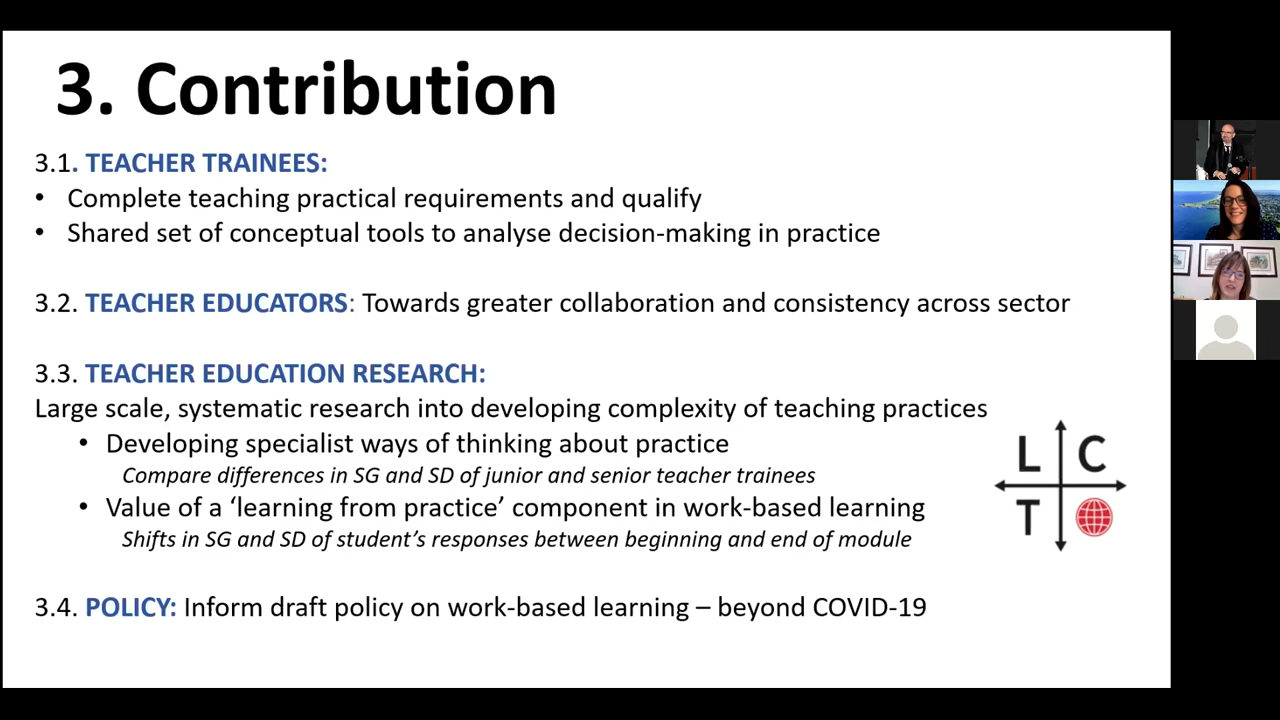 3. Contribution
3.1. TEACHER TRAINEES:
• Complete teaching practical requirements and qualify
• Shared set of conceptual tools to analyse decision-making in practice
3.2. TEACHER EDUCATORS: Towards greater collaboration and consistency across sector
3.3. TEACHER EDUCATION RESEARCH:
Large scale, systematic research into developing complexity of teaching practices
• Developing specialist ways of thinking about practice
Compare differences in SG and SD of junior and senior teacher trainees
• Value of a ‘learning from practice’ component in work-based learning
Shifts in SG and SD of student’s responses between beginning and end of module
L C
T
3.4. POLICY: Inform draft policy on work-based learning – beyond COVID-19